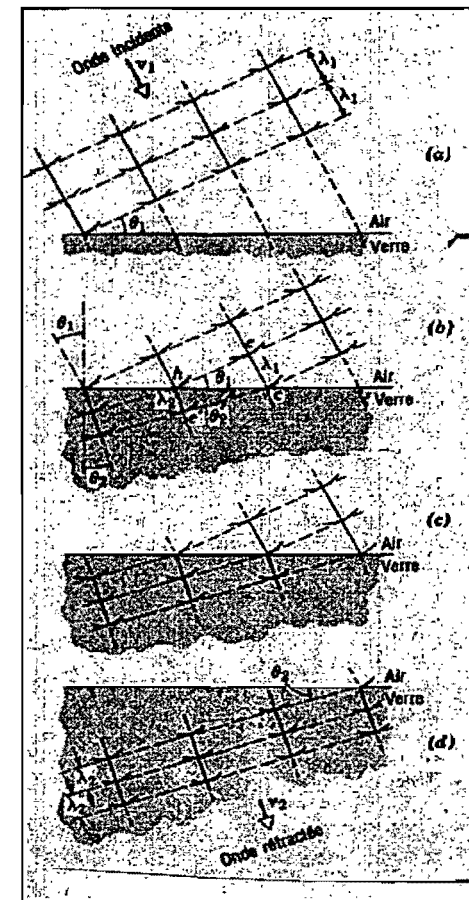 Onde incidente
v₁
λ₁
λ₁
(a)
θ₁
Air
Verre
θ₁
(b)
h
e
θ₁
λ₁
Air
λ₂
c
Verre
e'
θ₂
θ₂
(c)
Air
Verre
θ₂
Air
Verre
(d)
λ₂
λ₂
v₂
Onde réfractée